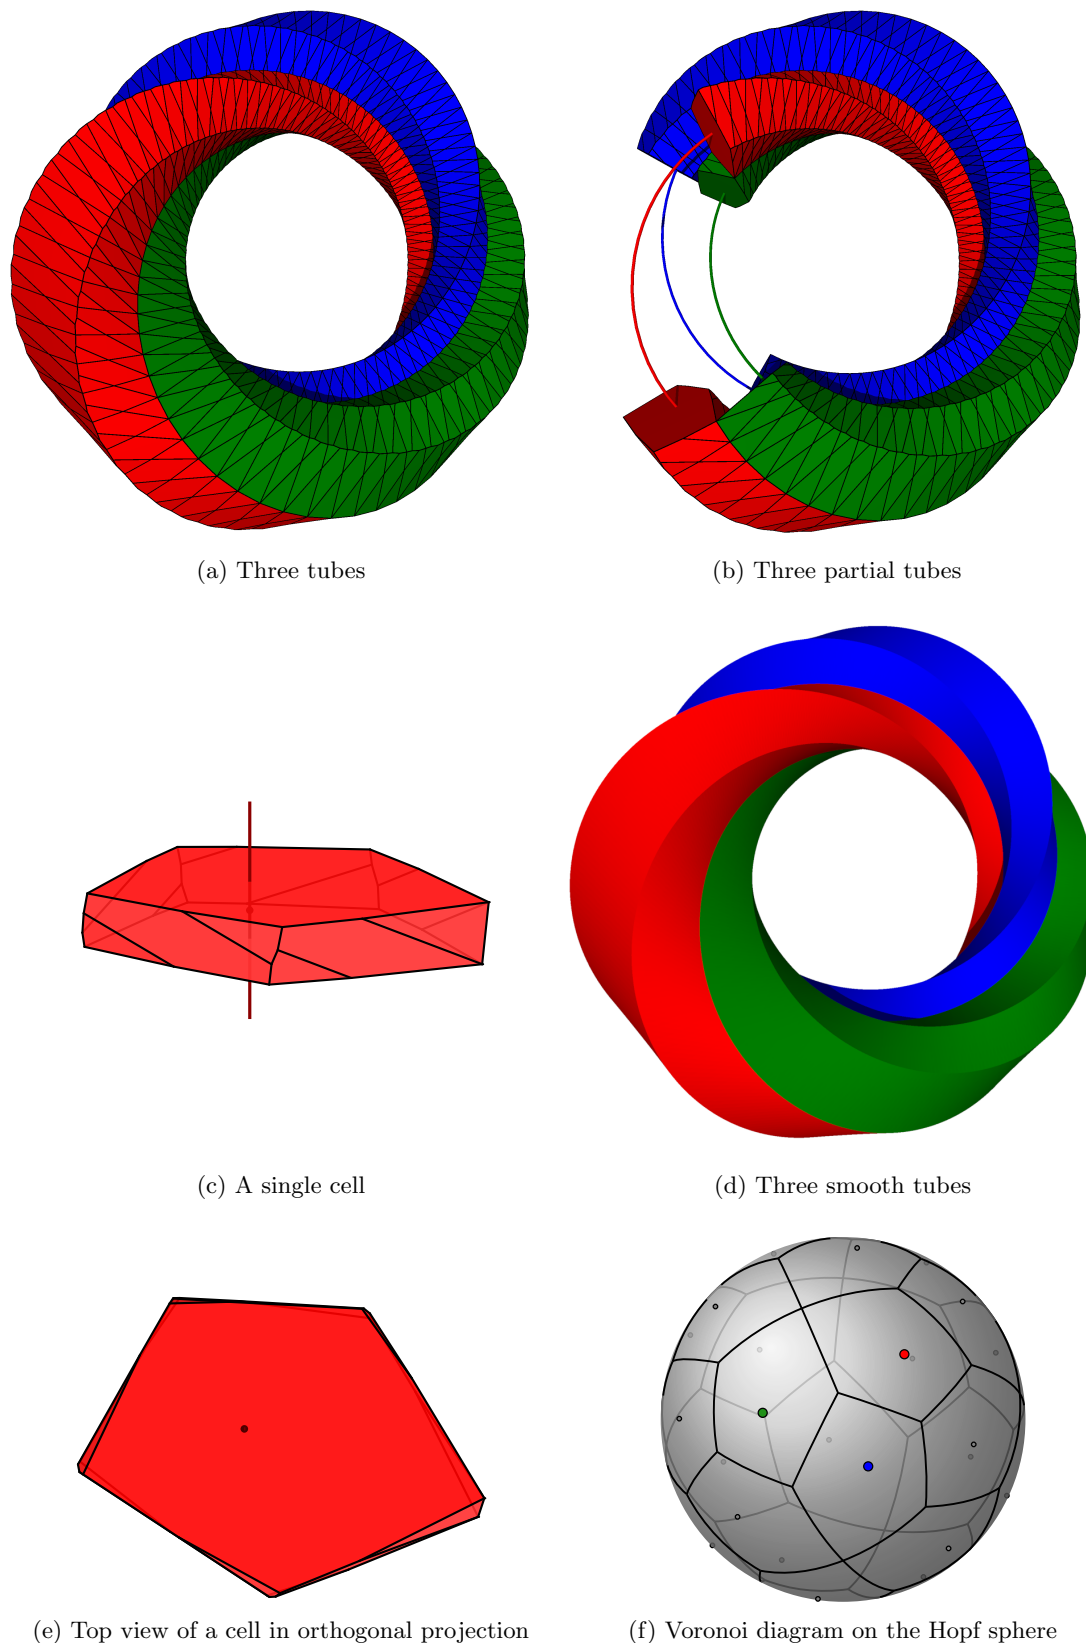 (a) Three tubes
(b) Three partial tubes
(c) A single cell
(d) Three smooth tubes
(e) Top view of a cell in orthogonal projection
(f) Voronoi diagram on the Hopf sphere